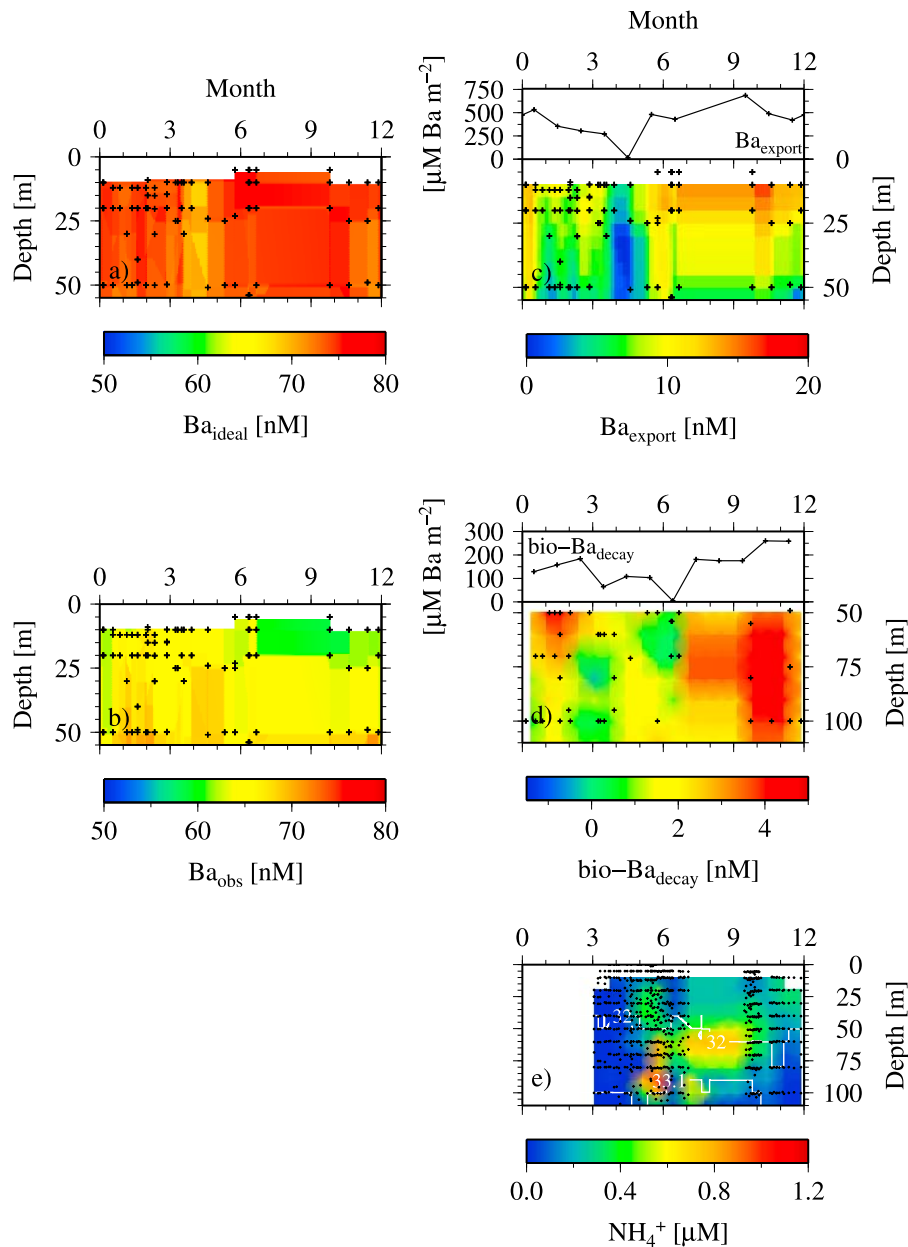 Month
0 3 6 9 12
0
25
50
Depth [m]
a)
50 60 70 80
Ba_ideal [nM]
Month
0 3 6 9 12
750
500
250
0
[µM Ba m⁻²]
Ba_export
0
25
50
Depth [m]
c)
0 10 20
Ba_export [nM]
0 3 6 9 12
0
25
50
Depth [m]
b)
50 60 70 80
Ba_obs [nM]
0 3 6 9 12
300
200
100
0
[µM Ba m⁻²]
bio−Ba_decay
50
75
100
Depth [m]
d)
0 2 4
bio−Ba_decay [nM]
0 3 6 9 12
0
25
50
75
100
Depth [m]
32
32
33
e)
0.0 0.4 0.8 1.2
NH₄⁺ [µM]